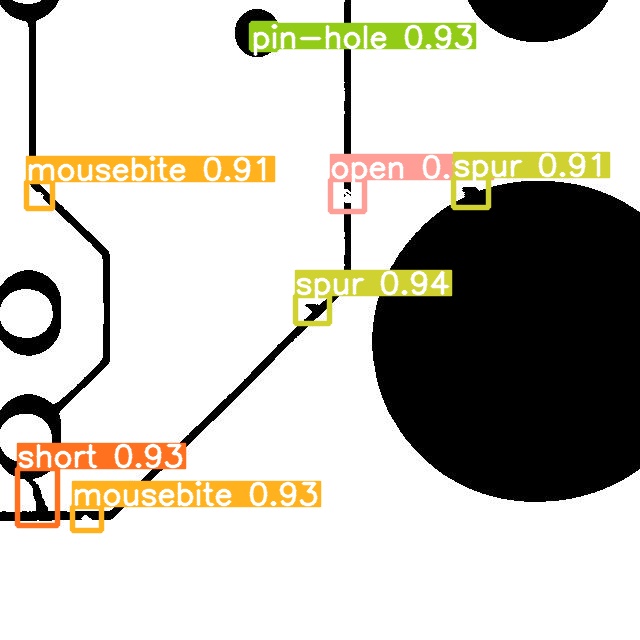 pin-hole 0.93
mousebite 0.91
open 0.
spur 0.91
spur 0.94
short 0.93
mousebite 0.93